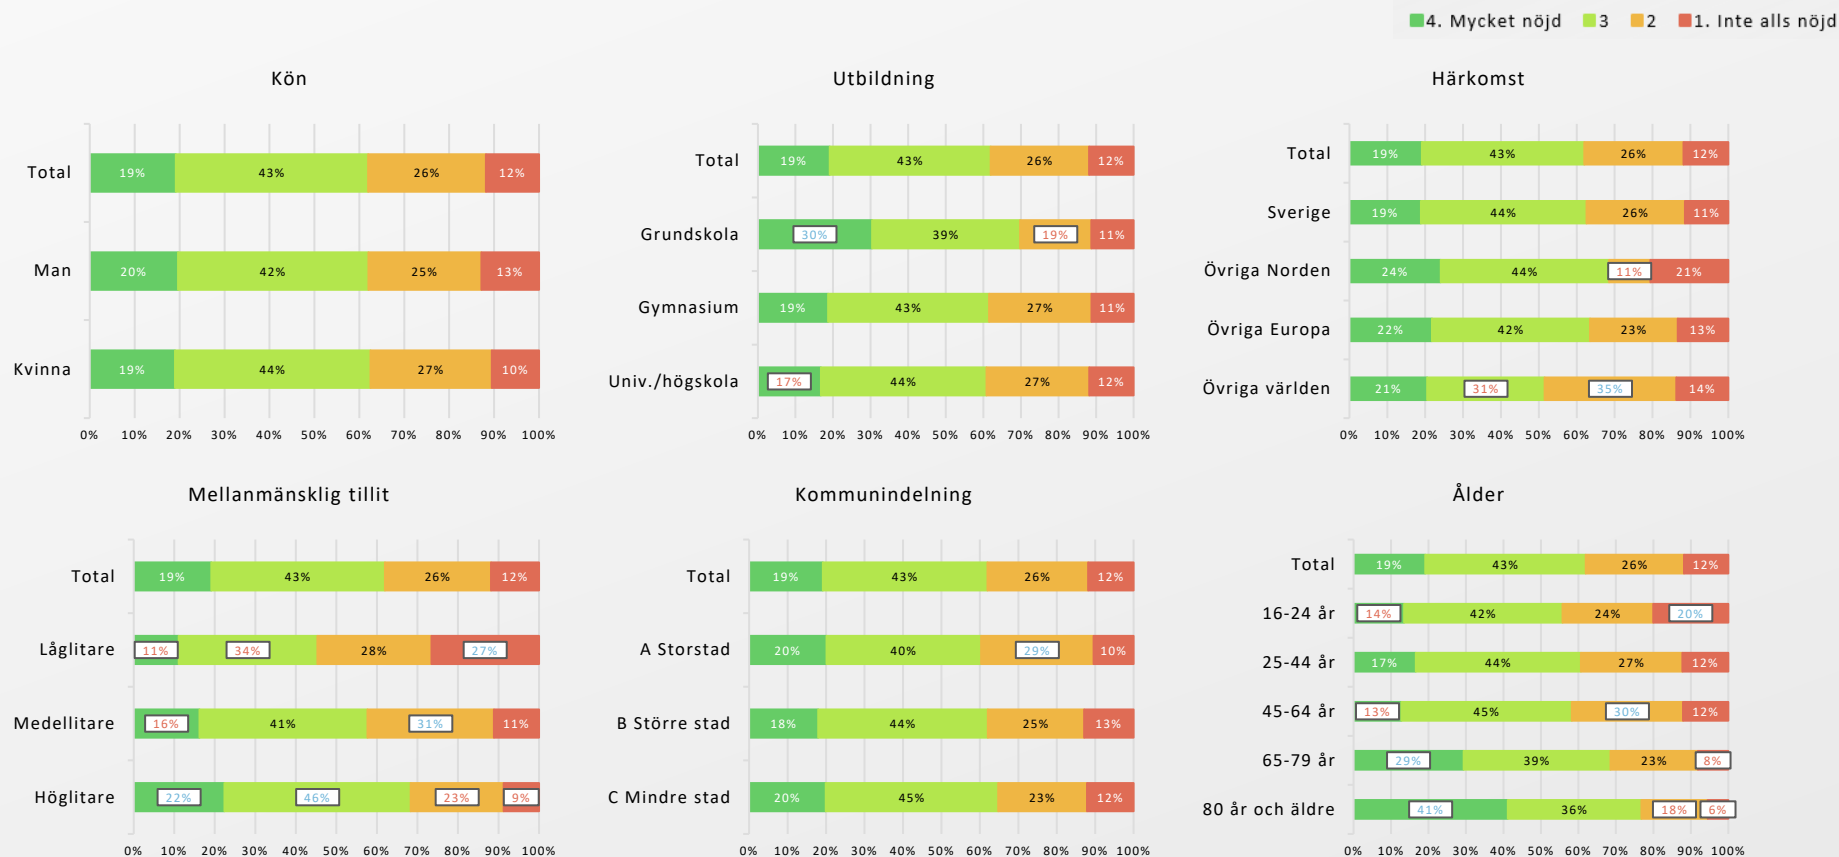 4. Mycket nöjd 3 2 1. Inte alls nöjd
Kön
Total 19% 43% 26% 12%
Man 20% 42% 25% 13%
Kvinna 19% 44% 27% 10%
0% 10% 20% 30% 40% 50% 60% 70% 80% 90% 100%
Utbildning
Total 19% 43% 26% 12%
Grundskola 30% 39% 19% 11%
Gymnasium 19% 43% 27% 11%
Univ./högskola 17% 44% 27% 12%
0% 10% 20% 30% 40% 50% 60% 70% 80% 90% 100%
Härkomst
Total 19% 43% 26% 12%
Sverige 19% 44% 26% 11%
Övriga Norden 24% 44% 11% 21%
Övriga Europa 22% 42% 23% 13%
Övriga världen 21% 31% 35% 14%
0% 10% 20% 30% 40% 50% 60% 70% 80% 90% 100%
Mellanmänsklig tillit
Total 19% 43% 26% 12%
Låglitare 11% 34% 28% 27%
Medellitare 16% 41% 31% 11%
Höglitare 22% 46% 23% 9%
0% 10% 20% 30% 40% 50% 60% 70% 80% 90% 100%
Kommunindelning
Total 19% 43% 26% 12%
A Storstad 20% 40% 29% 10%
B Större stad 18% 44% 25% 13%
C Mindre stad 20% 45% 23% 12%
0% 10% 20% 30% 40% 50% 60% 70% 80% 90% 100%
Ålder
Total 19% 43% 26% 12%
16-24 år 14% 42% 24% 20%
25-44 år 17% 44% 27% 12%
45-64 år 13% 45% 30% 12%
65-79 år 29% 39% 23% 8%
80 år och äldre 41% 36% 18% 6%
0% 10% 20% 30% 40% 50% 60% 70% 80% 90% 100%